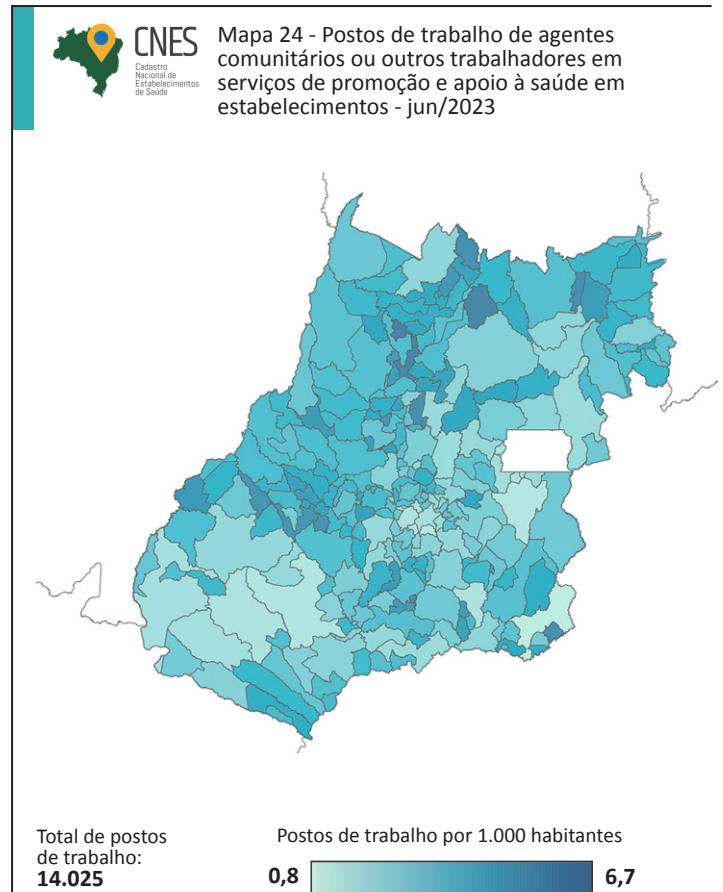 CNES
Cadastro
Nacional de
Estabelecimentos
de Saúde
Mapa 24 - Postos de trabalho de agentes
comunitários ou outros trabalhadores em
serviços de promoção e apoio à saúde em
estabelecimentos - jun/2023
Total de postos
de trabalho:
14.025
Postos de trabalho por 1.000 habitantes
0,8
6,7